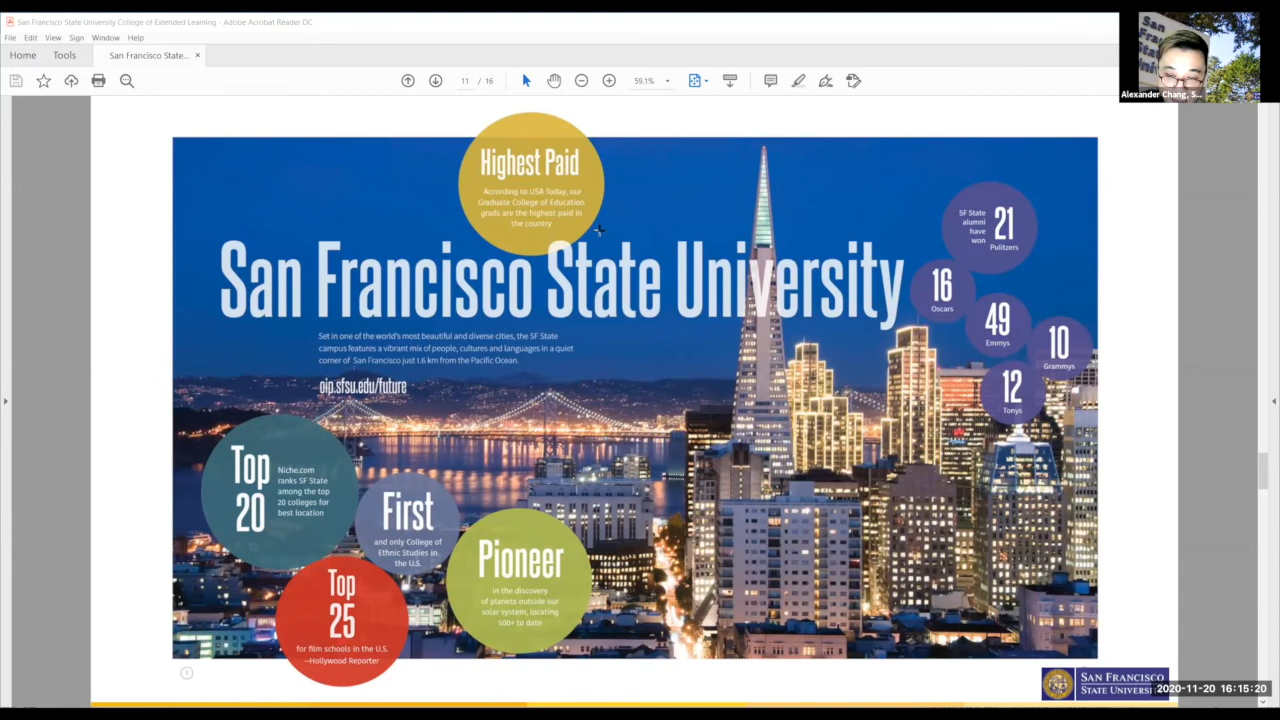 San Francisco State University College of Extended Learning - Adobe Acrobat Reader DC
File Edit View Sign Window Help
Home Tools San Francisco State... ×
11 / 16 59.1%
San
Fran
Stat
Alexander Chang, S...
Highest Paid
According to USA Today, our
Graduate College of Education
grads are the highest paid in
the country
San Francisco State University
Set in one of the world's most beautiful and diverse cities, the SF State
campus features a vibrant mix of people, cultures and languages in a quiet
corner of San Francisco just 1.6 km from the Pacific Ocean.
oip.sfsu.edu/future
SF State
alumni
have
won
21
Pulitzers
16
Oscars
49
Emmys
10
Grammys
12
Tonys
Top
20
Niche.com
ranks SF State
among the top
20 colleges for
best location
First
and only College of
Ethnic Studies in
the U.S.
Pioneer
in the discovery
of planets outside our
solar system, locating
500+ to date
Top
25
for film schools in the U.S.
—Hollywood Reporter
1
SAN FRANCISCO
STATE UNIVERSI
2020-11-20 16:15:20